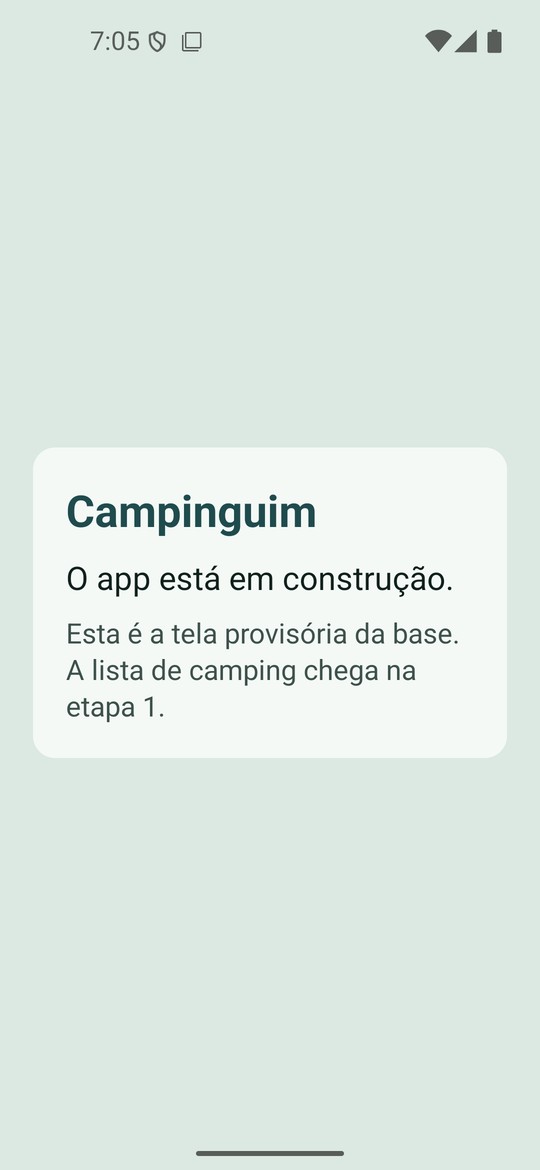 7:05
Campinguim
O app está em construção.
Esta é a tela provisória da base.
A lista de camping chega na
etapa 1.